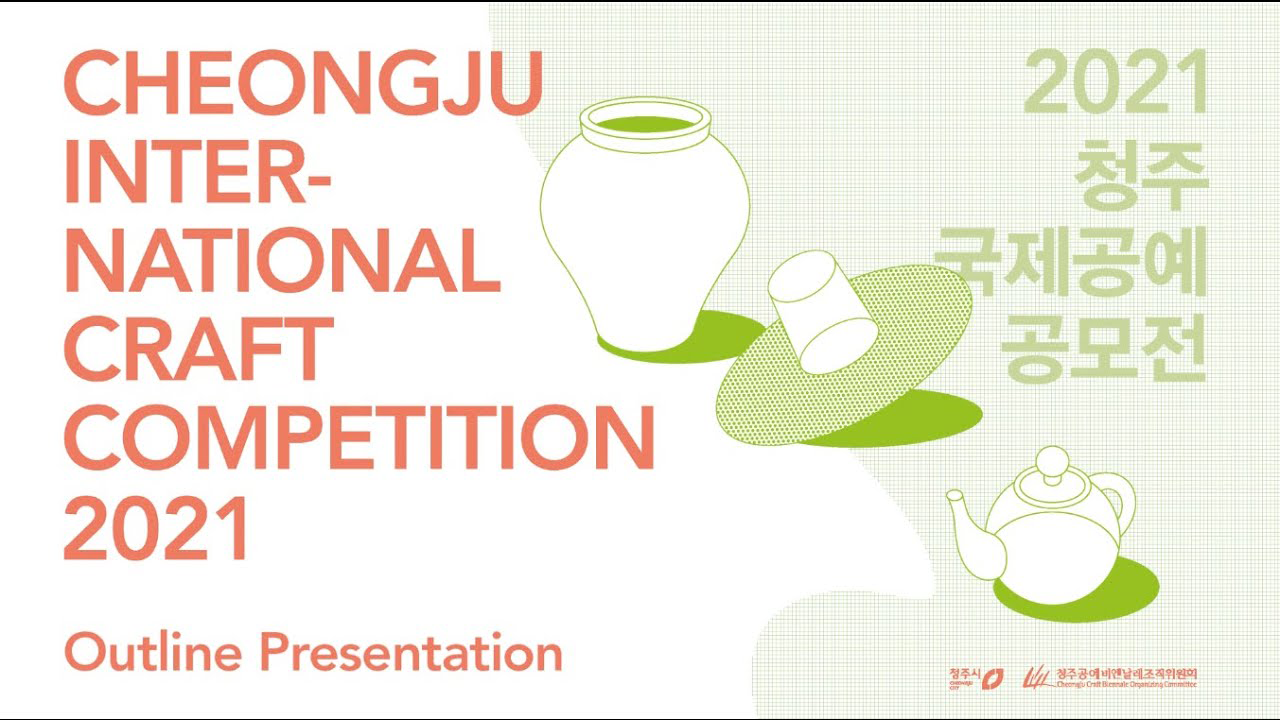 CHEONGJU
INTER-
NATIONAL
CRAFT
COMPETITION
2021
Outline Presentation
2021
청주
국제공예
공모전
청주시
CHEONGJU
CITY
청주공예비엔날레조직위원회
Cheongju Craft Biennale Organizing Committee